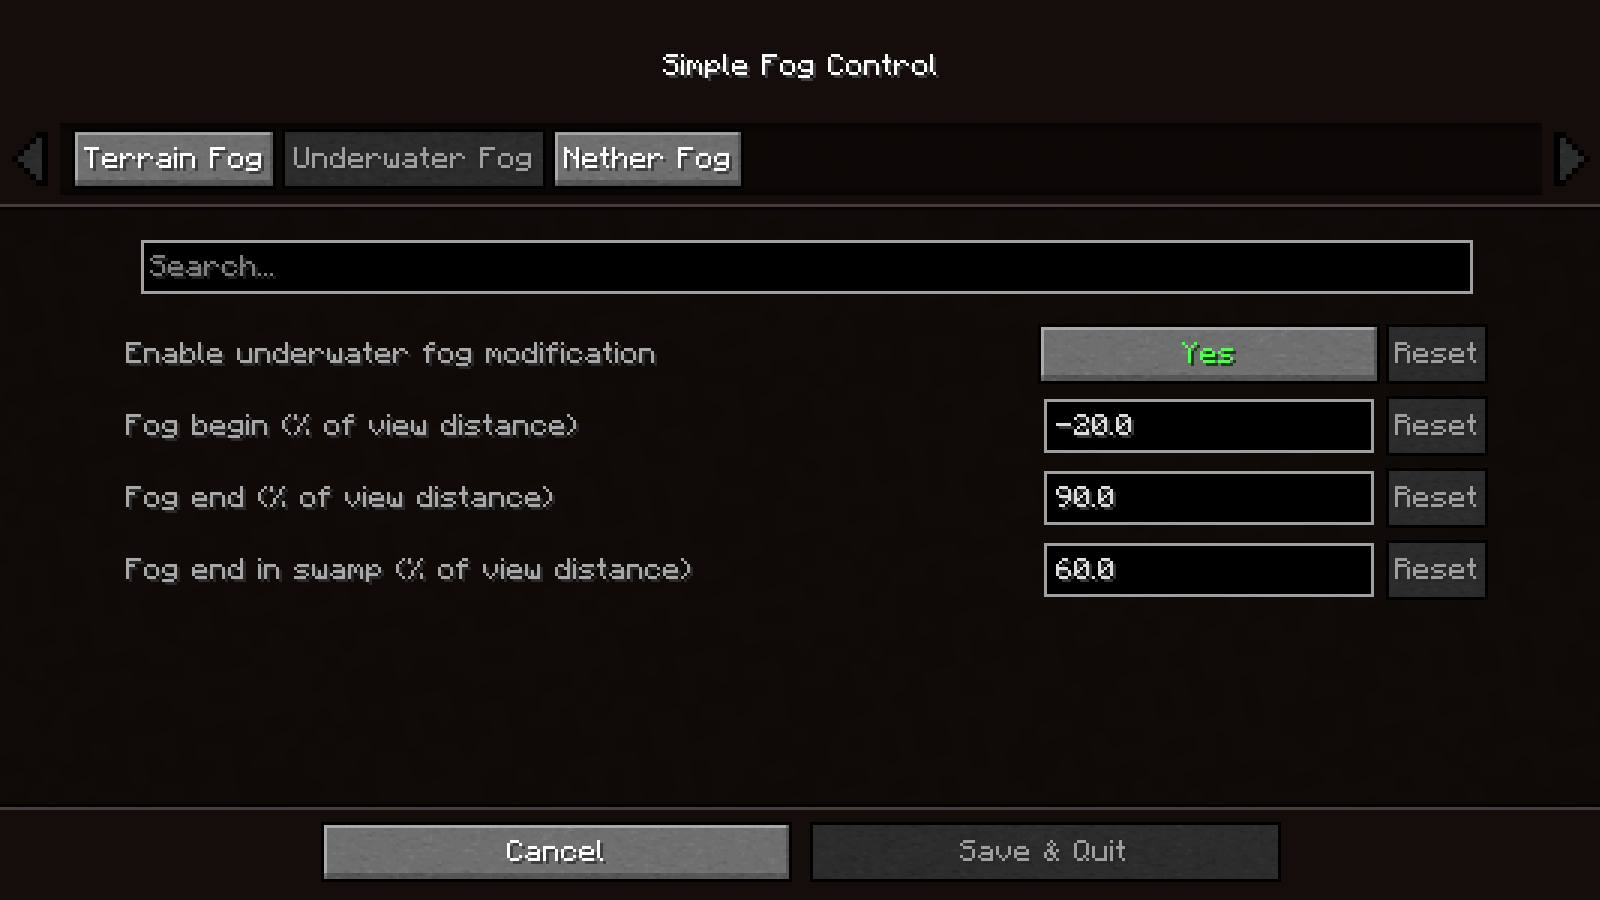 Simple Fog Control
Terrain Fog Underwater Fog Nether Fog
Search...
Enable underwater fog modification Yes Reset
Fog begin (% of view distance) -20.0 Reset
Fog end (% of view distance) 90.0 Reset
Fog end in swamp (% of view distance) 60.0 Reset
Cancel Save & Quit